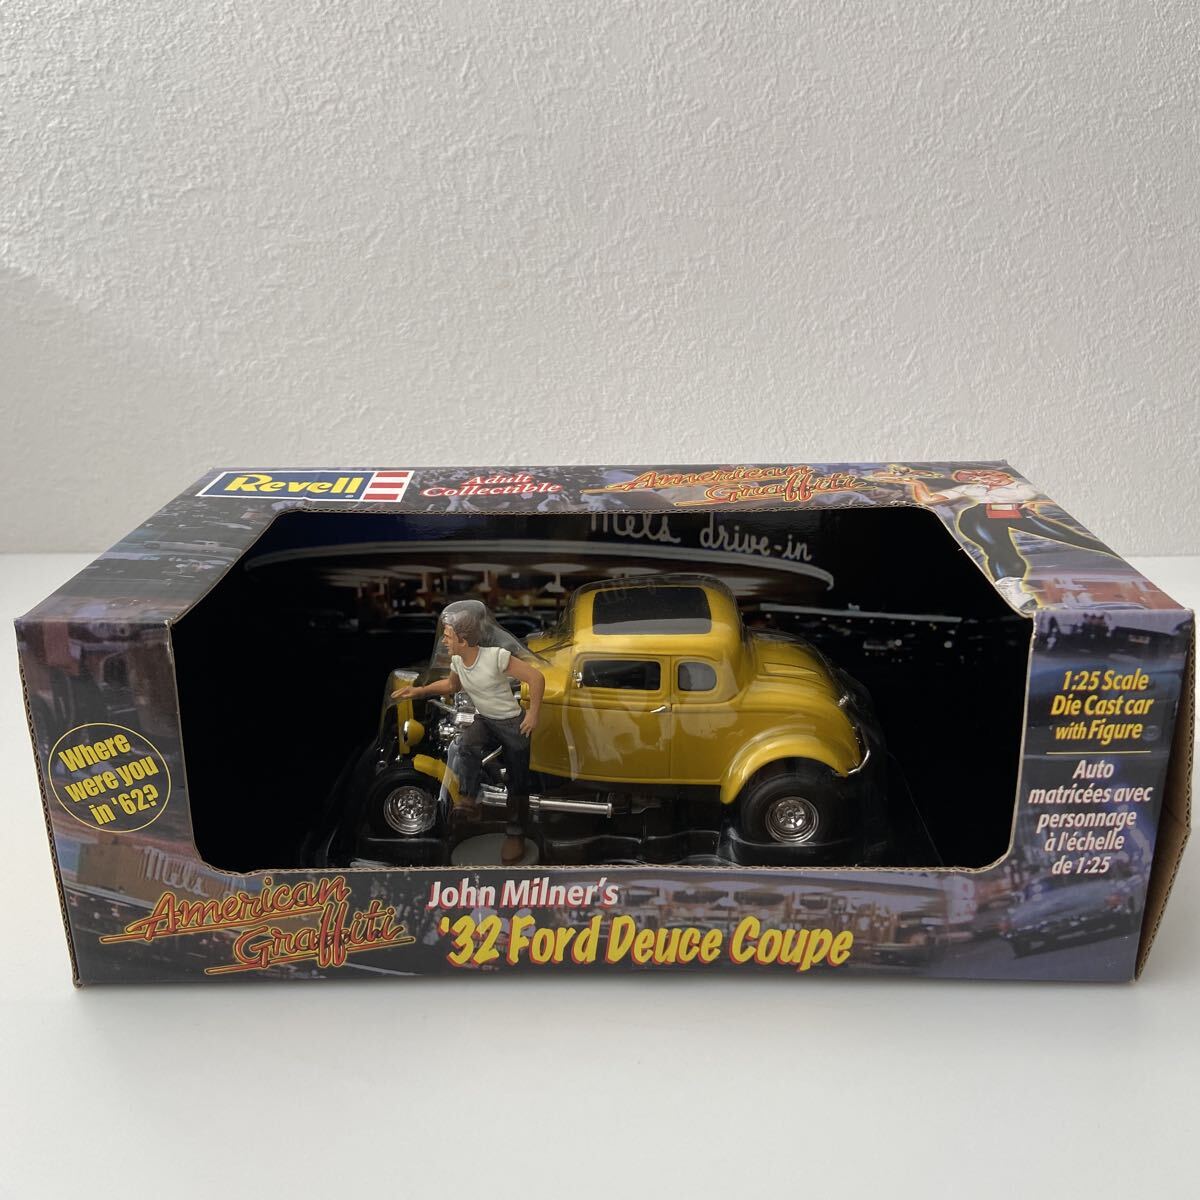 Revell
Adult
Collectible
American
Graffiti
Mels drive-in
Where
were you
in '62?
1:25 Scale
Die Cast car
with Figure
Auto
matricées avec
personnage
à l'échelle
de 1:25
American
Graffiti
John Milner's
'32 Ford Deuce Coupe